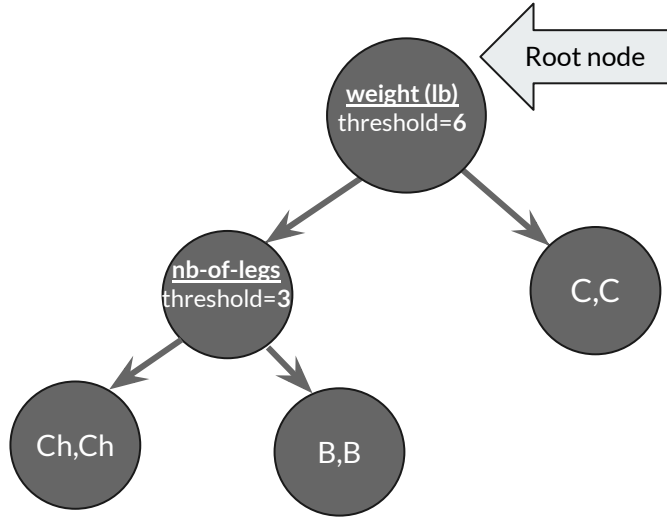 Root node
weight (lb)
threshold=6
nb-of-legs
threshold=3
C,C
Ch,Ch
B,B